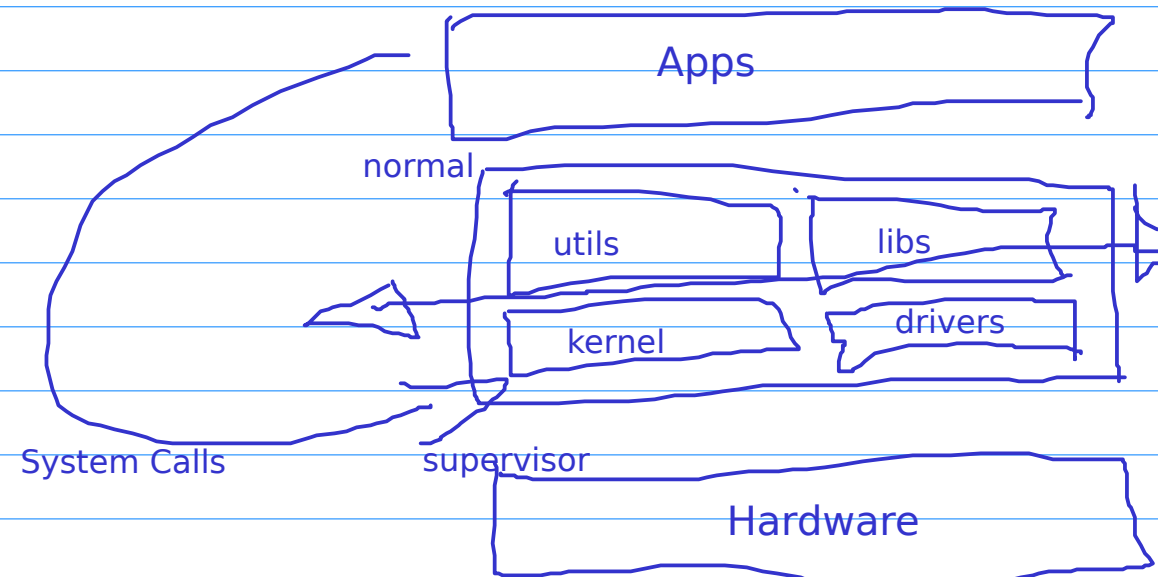 Apps
normal
utils
libs
kernel
drivers
System Calls
supervisor
Hardware